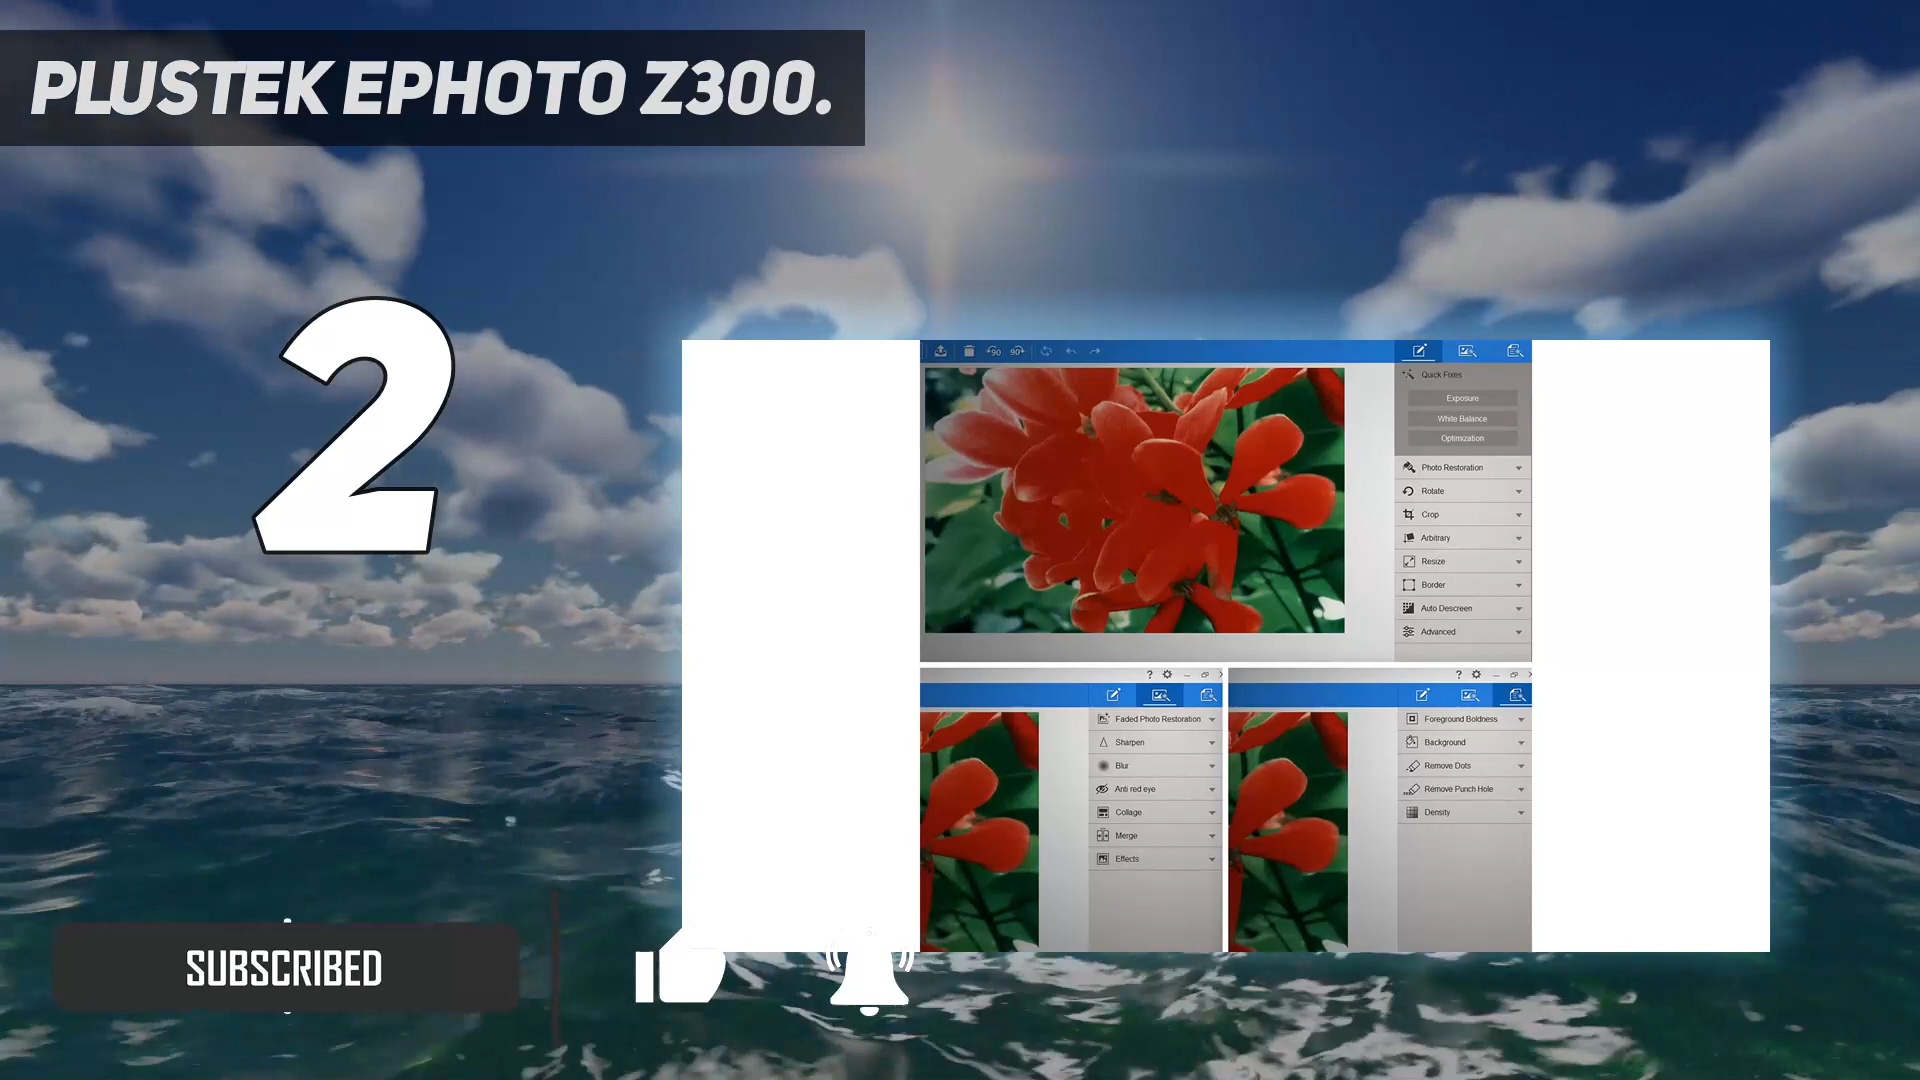 PLUSTEK EPHOTO Z300.
2
90 90
Quick Fixes
Exposure
White Balance
Optimization
Photo Restoration
Rotate
Crop
Arbitrary
Resize
Border
Auto Descreen
Advanced
?
Faded Photo Restoration
Sharpen
Blur
Anti red eye
Collage
Merge
Effects
?
Foreground Boldness
Background
Remove Dots
Remove Punch Hole
Density
SUBSCRIBED